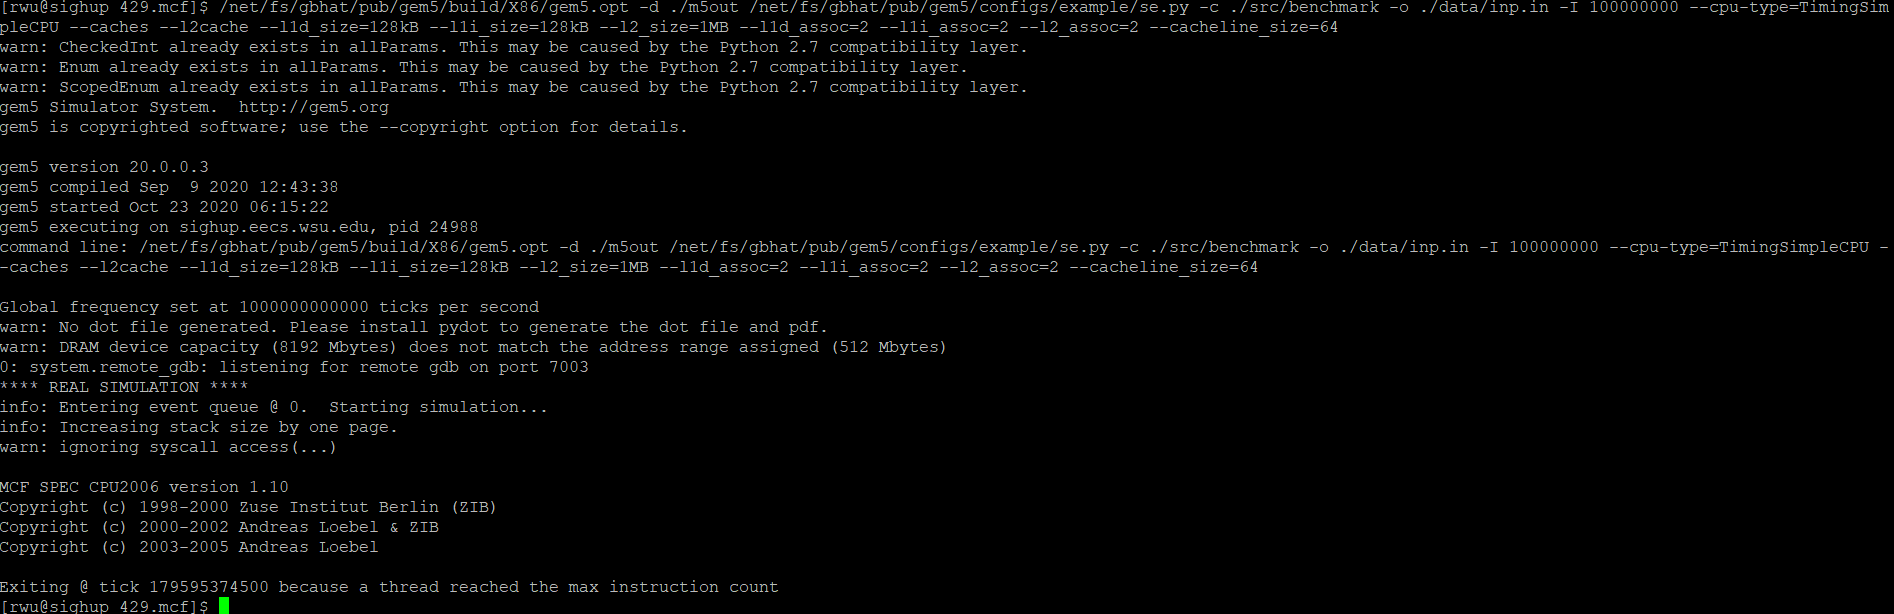 [rwu@sighup 429.mcf]$ /net/fs/gbhat/pub/gem5/build/X86/gem5.opt -d ./m5out /net/fs/gbhat/pub/gem5/configs/example/se.py -c ./src/benchmark -o ./data/inp.in -I 100000000 --cpu-type=TimingSim
pleCPU --caches --l2cache --l1d_size=128kB --l1i_size=128kB --l2_size=1MB --l1d_assoc=2 --l1i_assoc=2 --l2_assoc=2 --cacheline_size=64
warn: CheckedInt already exists in allParams. This may be caused by the Python 2.7 compatibility layer.
warn: Enum already exists in allParams. This may be caused by the Python 2.7 compatibility layer.
warn: ScopedEnum already exists in allParams. This may be caused by the Python 2.7 compatibility layer.
gem5 Simulator System.  http://gem5.org
gem5 is copyrighted software; use the --copyright option for details.

gem5 version 20.0.0.3
gem5 compiled Sep  9 2020 12:43:38
gem5 started Oct 23 2020 06:15:22
gem5 executing on sighup.eecs.wsu.edu, pid 24988
command line: /net/fs/gbhat/pub/gem5/build/X86/gem5.opt -d ./m5out /net/fs/gbhat/pub/gem5/configs/example/se.py -c ./src/benchmark -o ./data/inp.in -I 100000000 --cpu-type=TimingSimpleCPU -
-caches --l2cache --l1d_size=128kB --l1i_size=128kB --l2_size=1MB --l1d_assoc=2 --l1i_assoc=2 --l2_assoc=2 --cacheline_size=64

Global frequency set at 1000000000000 ticks per second
warn: No dot file generated. Please install pydot to generate the dot file and pdf.
warn: DRAM device capacity (8192 Mbytes) does not match the address range assigned (512 Mbytes)
0: system.remote_gdb: listening for remote gdb on port 7003
**** REAL SIMULATION ****
info: Entering event queue @ 0.  Starting simulation...
info: Increasing stack size by one page.
warn: ignoring syscall access(...)

MCF SPEC CPU2006 version 1.10
Copyright (c) 1998-2000 Zuse Institut Berlin (ZIB)
Copyright (c) 2000-2002 Andreas Loebel & ZIB
Copyright (c) 2003-2005 Andreas Loebel

Exiting @ tick 179595374500 because a thread reached the max instruction count
[rwu@sighup 429.mcf]$